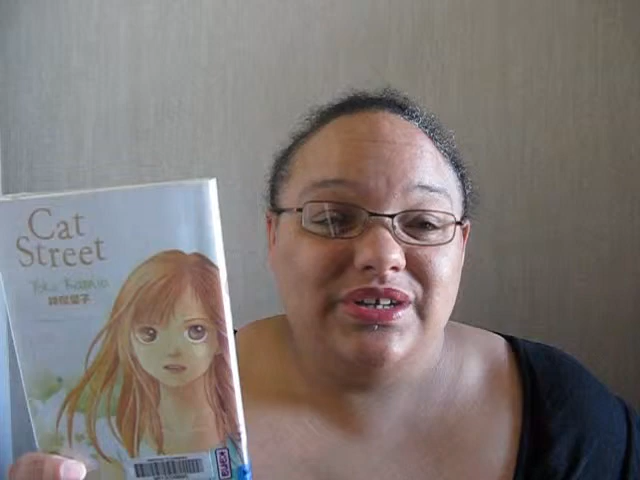 Cat
Street
Yoko Kamio
神尾葉子